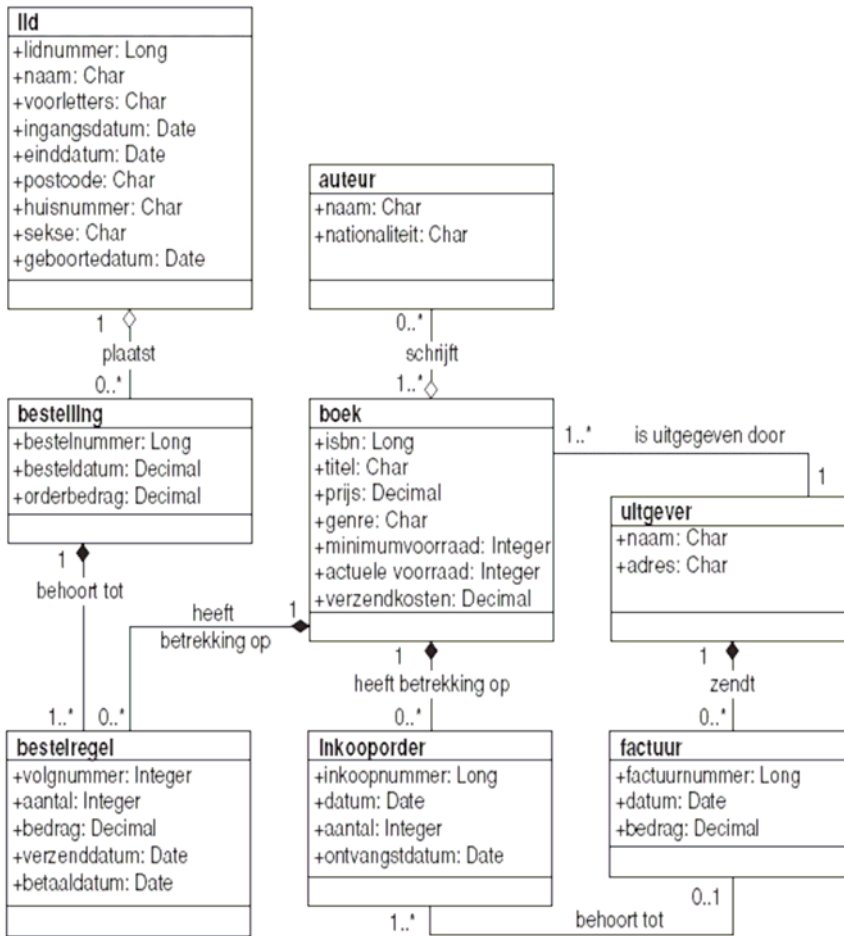 lid
+lidnummer: Long
+naam: Char
+voorletters: Char
+ingangsdatum: Date
+einddatum: Date
+postcode: Char
+huisnummer: Char
+sekse: Char
+geboortedatum: Date
1
plaatst
0..*
auteur
+naam: Char
+nationaliteit: Char
0..*
schrijft
1..*
bestelling
+bestelnummer: Long
+besteldatum: Decimal
+orderbedrag: Decimal
1
behoort tot
1..*
boek
+isbn: Long
+titel: Char
+prijs: Decimal
+genre: Char
+minimumvoorraad: Integer
+actuele voorraad: Integer
+verzendkosten: Decimal
1..*
is uitgegeven door
1
uitgever
+naam: Char
+adres: Char
heeft
1
betrekking op
0..*
1
heeft betrekking op
0..*
1
zendt
0..*
bestelregel
+volgnummer: Integer
+aantal: Integer
+bedrag: Decimal
+verzenddatum: Date
+betaaldatum: Date
Inkooporder
+inkoopnummer: Long
+datum: Date
+aantal: Integer
+ontvangstdatum: Date
factuur
+factuurnummer: Long
+datum: Date
+bedrag: Decimal
1..*
behoort tot
0..1